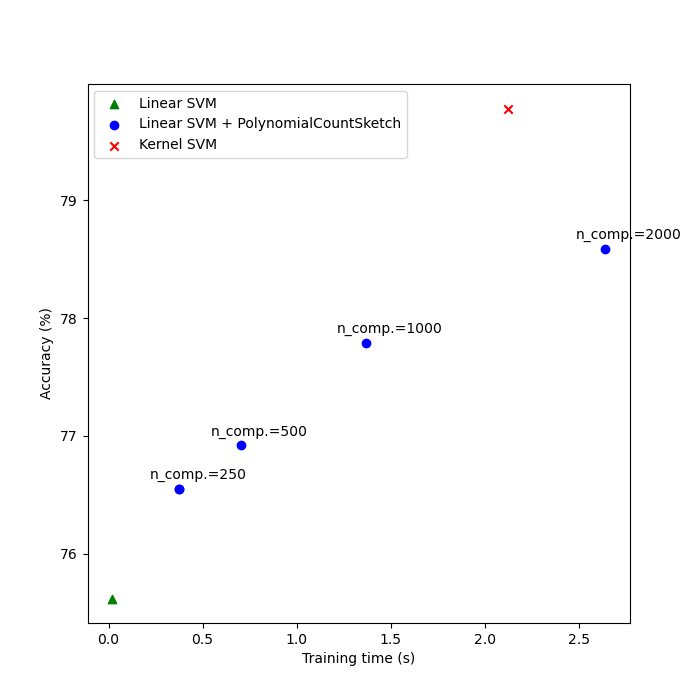 Linear SVM
Linear SVM + PolynomialCountSketch
Kernel SVM
79
n_comp.=2000
78
n_comp.=1000
77
n_comp.=500
n_comp.=250
76
Accuracy (%)
0.0 0.5 1.0 1.5 2.0 2.5
Training time (s)